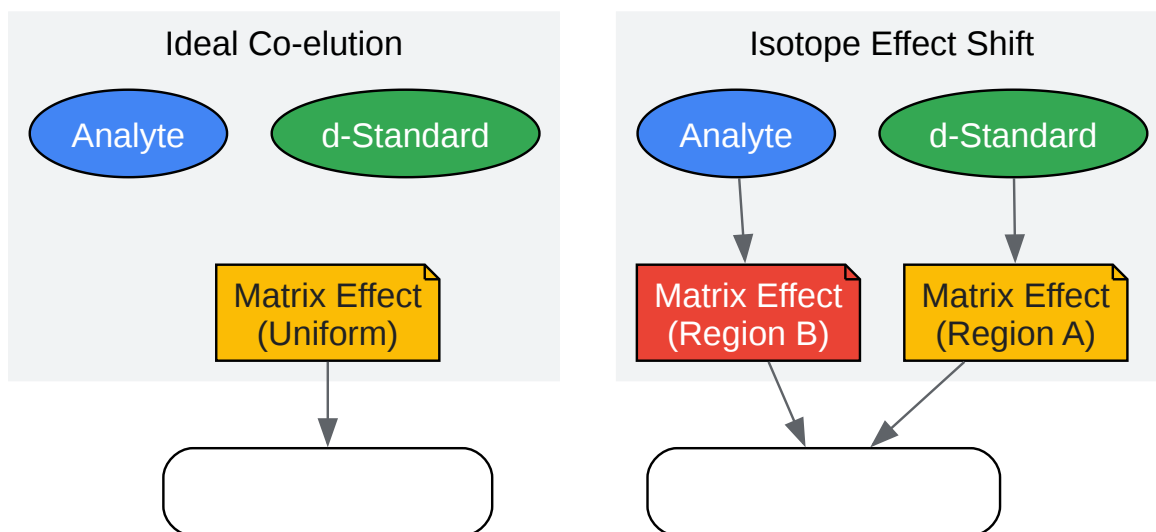 Ideal Co-elution
Analyte
d-Standard
Matrix Effect
(Uniform)
Isotope Effect Shift
Analyte
d-Standard
Matrix Effect
(Region B)
Matrix Effect
(Region A)